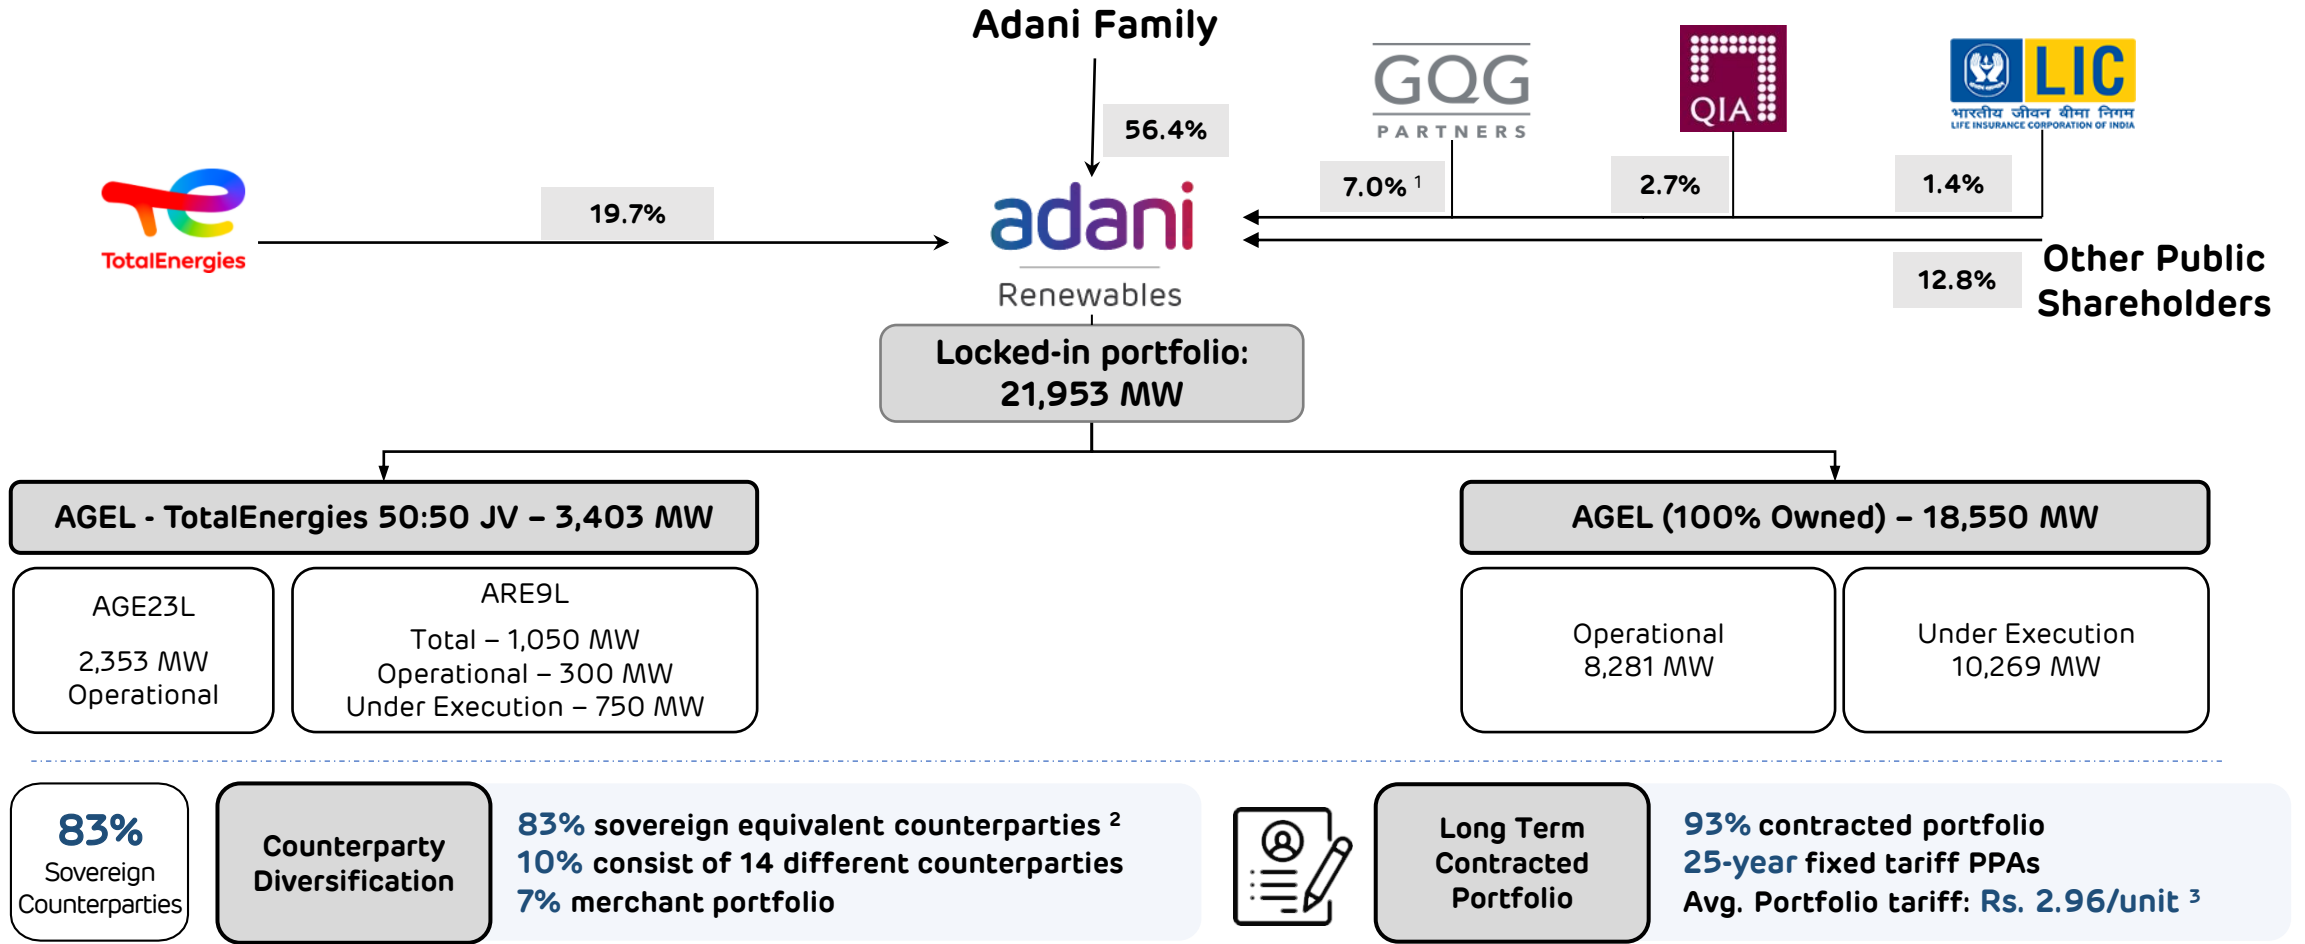 Adani Family
GQG
PARTNERS
QIA
LIC
भारतीय जीवन बीमा निगम
LIFE INSURANCE CORPORATION OF INDIA
56.4%
7.0% 1
2.7%
1.4%
TotalEnergies
19.7%
adani
Renewables
Other Public
Shareholders
12.8%
Locked-in portfolio:
21,953 MW
AGEL - TotalEnergies 50:50 JV – 3,403 MW
AGEL (100% Owned) – 18,550 MW
AGE23L
2,353 MW
Operational
ARE9L
Total – 1,050 MW
Operational – 300 MW
Under Execution – 750 MW
Operational
8,281 MW
Under Execution
10,269 MW
83%
Sovereign
Counterparties
Counterparty
Diversification
83% sovereign equivalent counterparties 2
10% consist of 14 different counterparties
7% merchant portfolio
Long Term
Contracted
Portfolio
93% contracted portfolio
25-year fixed tariff PPAs
Avg. Portfolio tariff: Rs. 2.96/unit 3